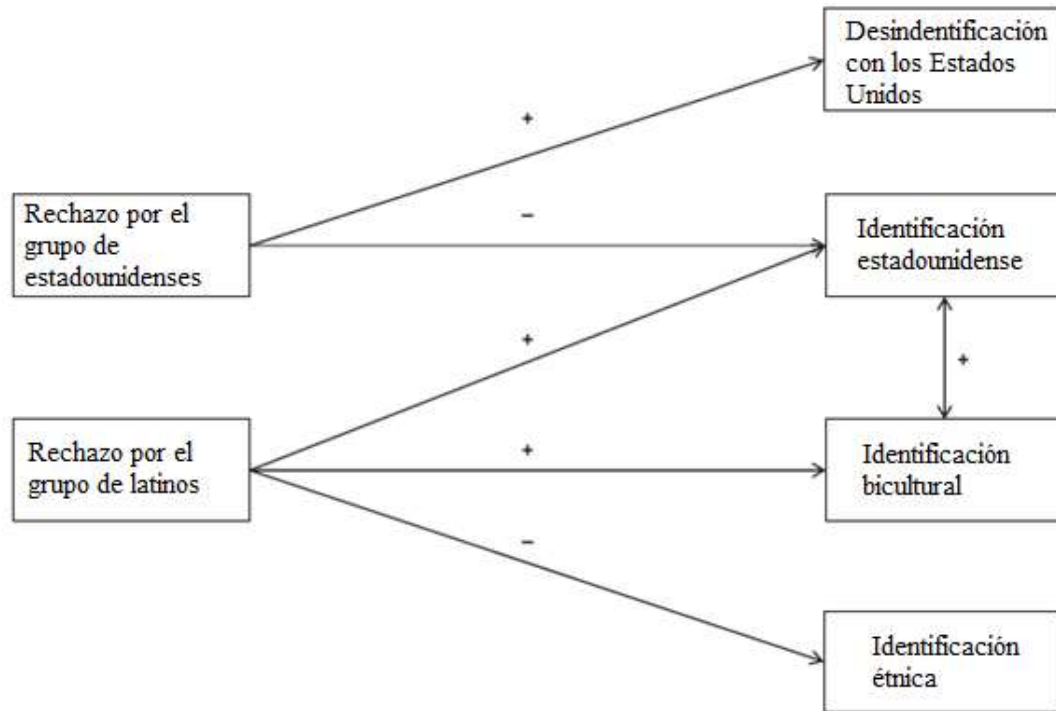 Desindentificación
con los Estados
Unidos
+
Rechazo por el
grupo de
estadounidenses
−
Identificación
estadounidense
+
+
Rechazo por el
grupo de latinos
+
Identificación
bicultural
−
Identificación
étnica